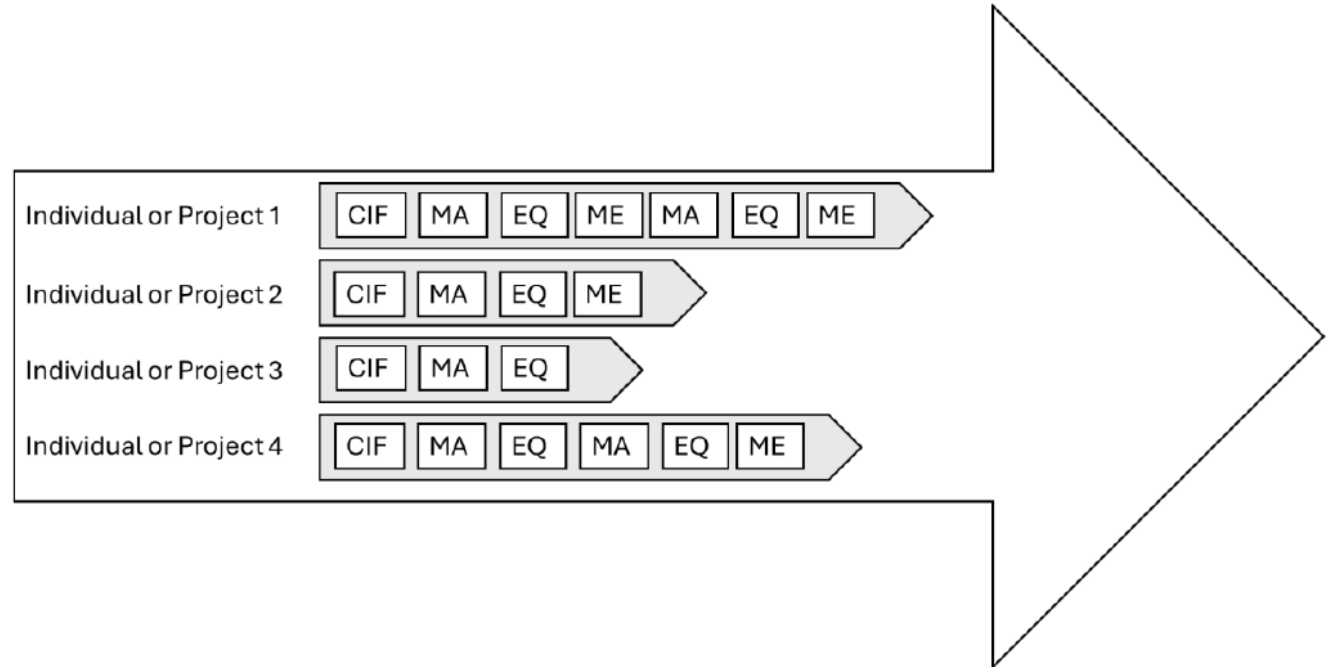 Individual or Project 1 CIF MA EQ ME MA EQ ME
Individual or Project 2 CIF MA EQ ME
Individual or Project 3 CIF MA EQ
Individual or Project 4 CIF MA EQ MA EQ ME